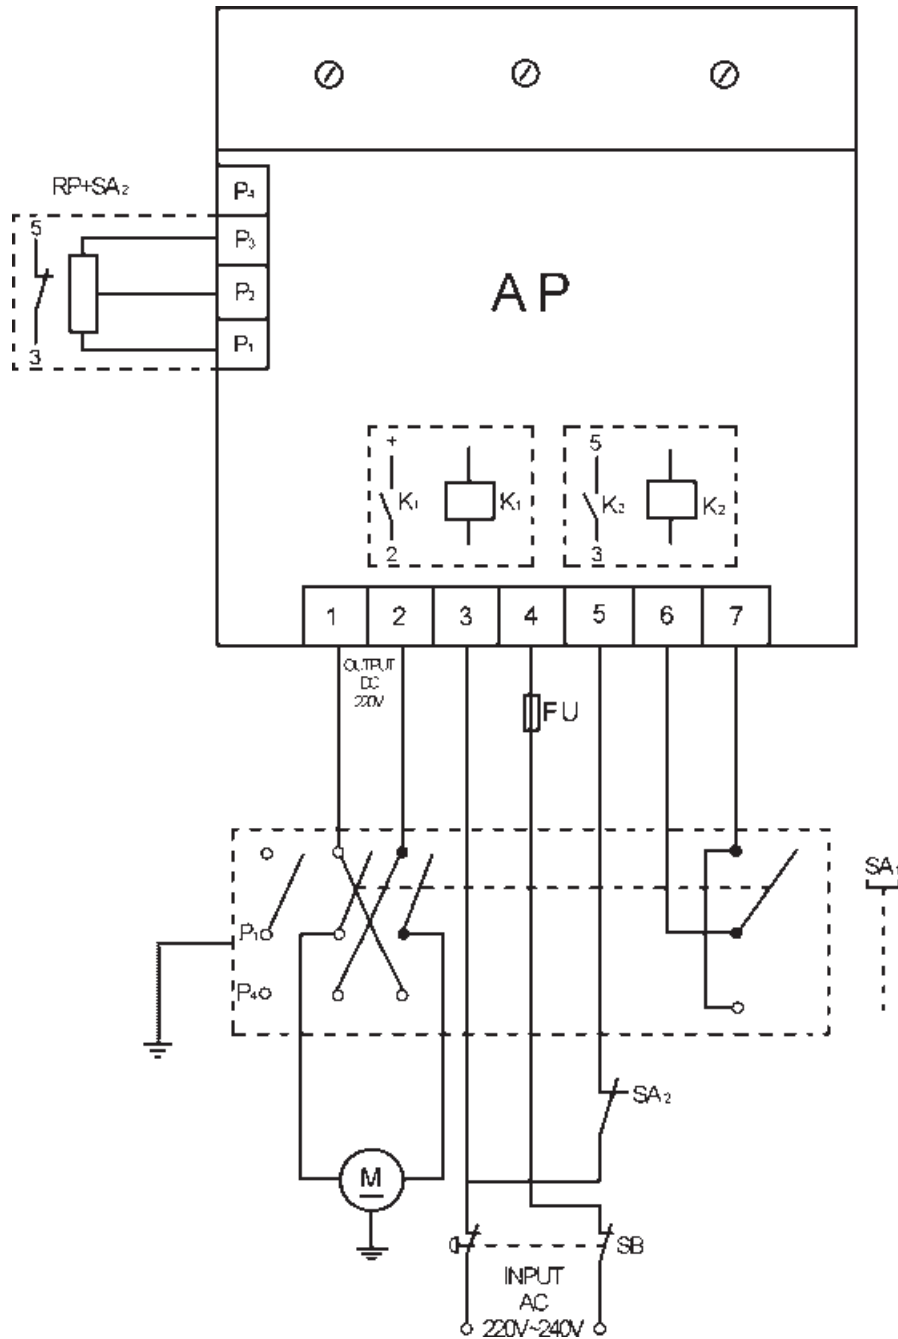 RP+SA₂
P₄
5
P₃
P₂
P₁
3
AP
+
K₁
K₁
2
5
K₂
K₂
3
1 2 3 4 5 6 7
OUTPUT
DC
220V
FU
SA₁
P₁
P₄
SA₂
M
SB
INPUT
AC
220V~240V